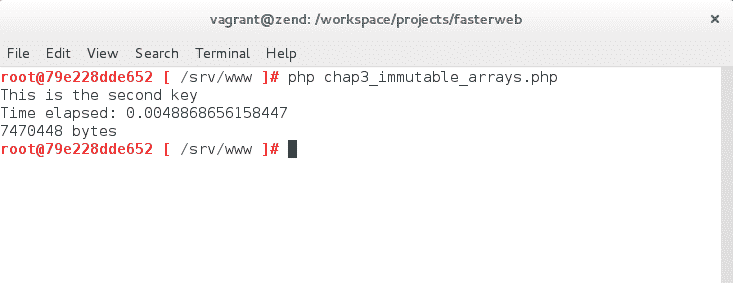 vagrant@zend: /workspace/projects/fasterweb ×
File Edit View Search Terminal Help
root@79e228dde652 [ /srv/www ]# php chap3_immutable_arrays.php
This is the second key
Time elapsed: 0.0048868656158447
7470448 bytes
root@79e228dde652 [ /srv/www ]#